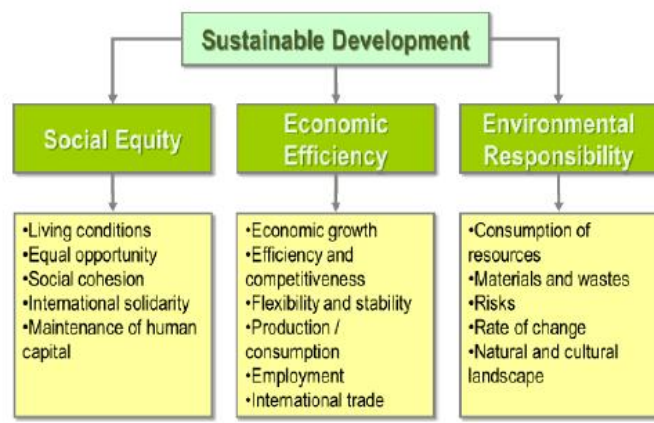 Sustainable Development
Social Equity
Economic
Efficiency
Environmental
Responsibility
•Living conditions
•Equal opportunity
•Social cohesion
•International solidarity
•Maintenance of human
capital
•Economic growth
•Efficiency and
competitiveness
•Flexibility and stability
•Production /
consumption
•Employment
•International trade
•Consumption of
resources
•Materials and wastes
•Risks
•Rate of change
•Natural and cultural
landscape